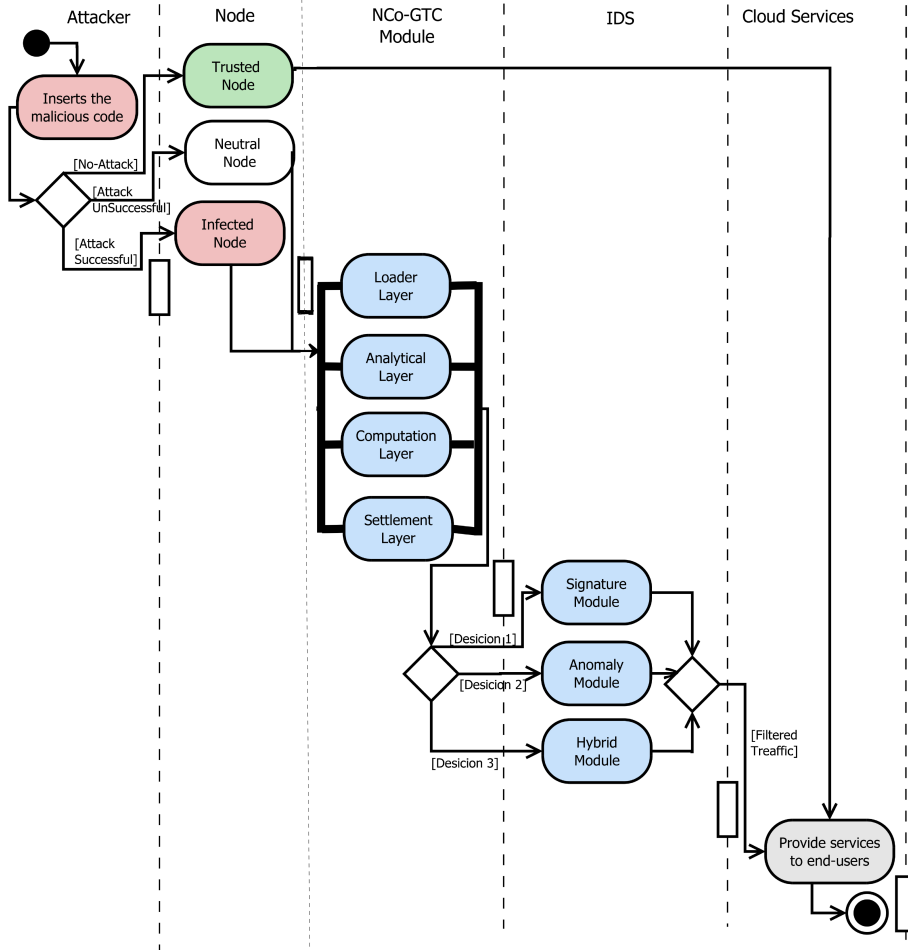 Attacker
Node
NCo-GTC
Module
IDS
Cloud Services
Inserts the
malicious code
Trusted
Node
[No-Attack]
Neutral
Node
[Attack
UnSuccessful]
Infected
Node
[Attack
Successful]
Loader
Layer
Analytical
Layer
Computation
Layer
Settlement
Layer
Signature
Module
[Desicion 1]
Anomaly
Module
[Desicion 2]
Hybrid
Module
[Desicion 3]
[Filtered
Treaffic]
Provide services
to end-users